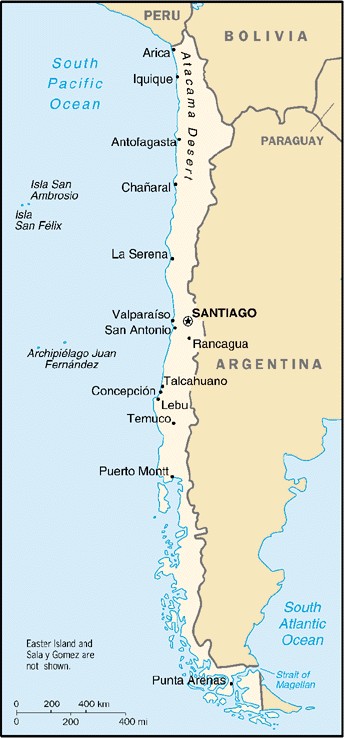 PERU
BOLIVIA
Arica
South
Pacific
Ocean
Iquique
Atacama Desert
PARAGUAY
Antofagasta
Isla San
Ambrosio
Chañaral
Isla
San Félix
La Serena
Valparaíso
SANTIAGO
San Antonio
Rancagua
Archipiélago Juan
Fernández
ARGENTINA
Talcahuano
Concepción
Lebu
Temuco
Puerto Montt
South
Atlantic
Ocean
Easter Island and
Sala y Gomez are
not shown.
Strait of
Magellan
Punta Arenas
0 200 400 km
0 200 400 mi